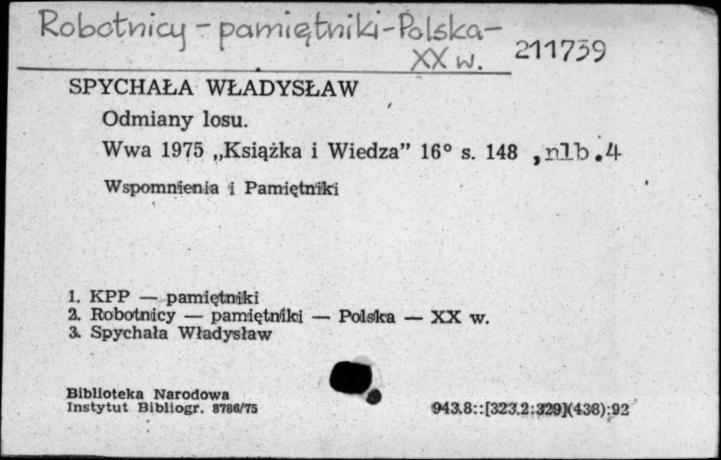 Robotnicy - pamiętniki - Polska -
XX w.
211739
SPYCHAŁA WŁADYSŁAW
Odmiany losu.
Wwa 1975 „Książka i Wiedza” 16° s. 148 , nlb. 4
Wspomnienia i Pamiętniki
1. KPP — pamiętniki
2. Robotnicy — pamiętniki — Polska — XX w.
3. Spychała Władysław
Biblioteka Narodowa
Instytut Bibliogr. 8786/75
943.8::[323.2:329](438):92